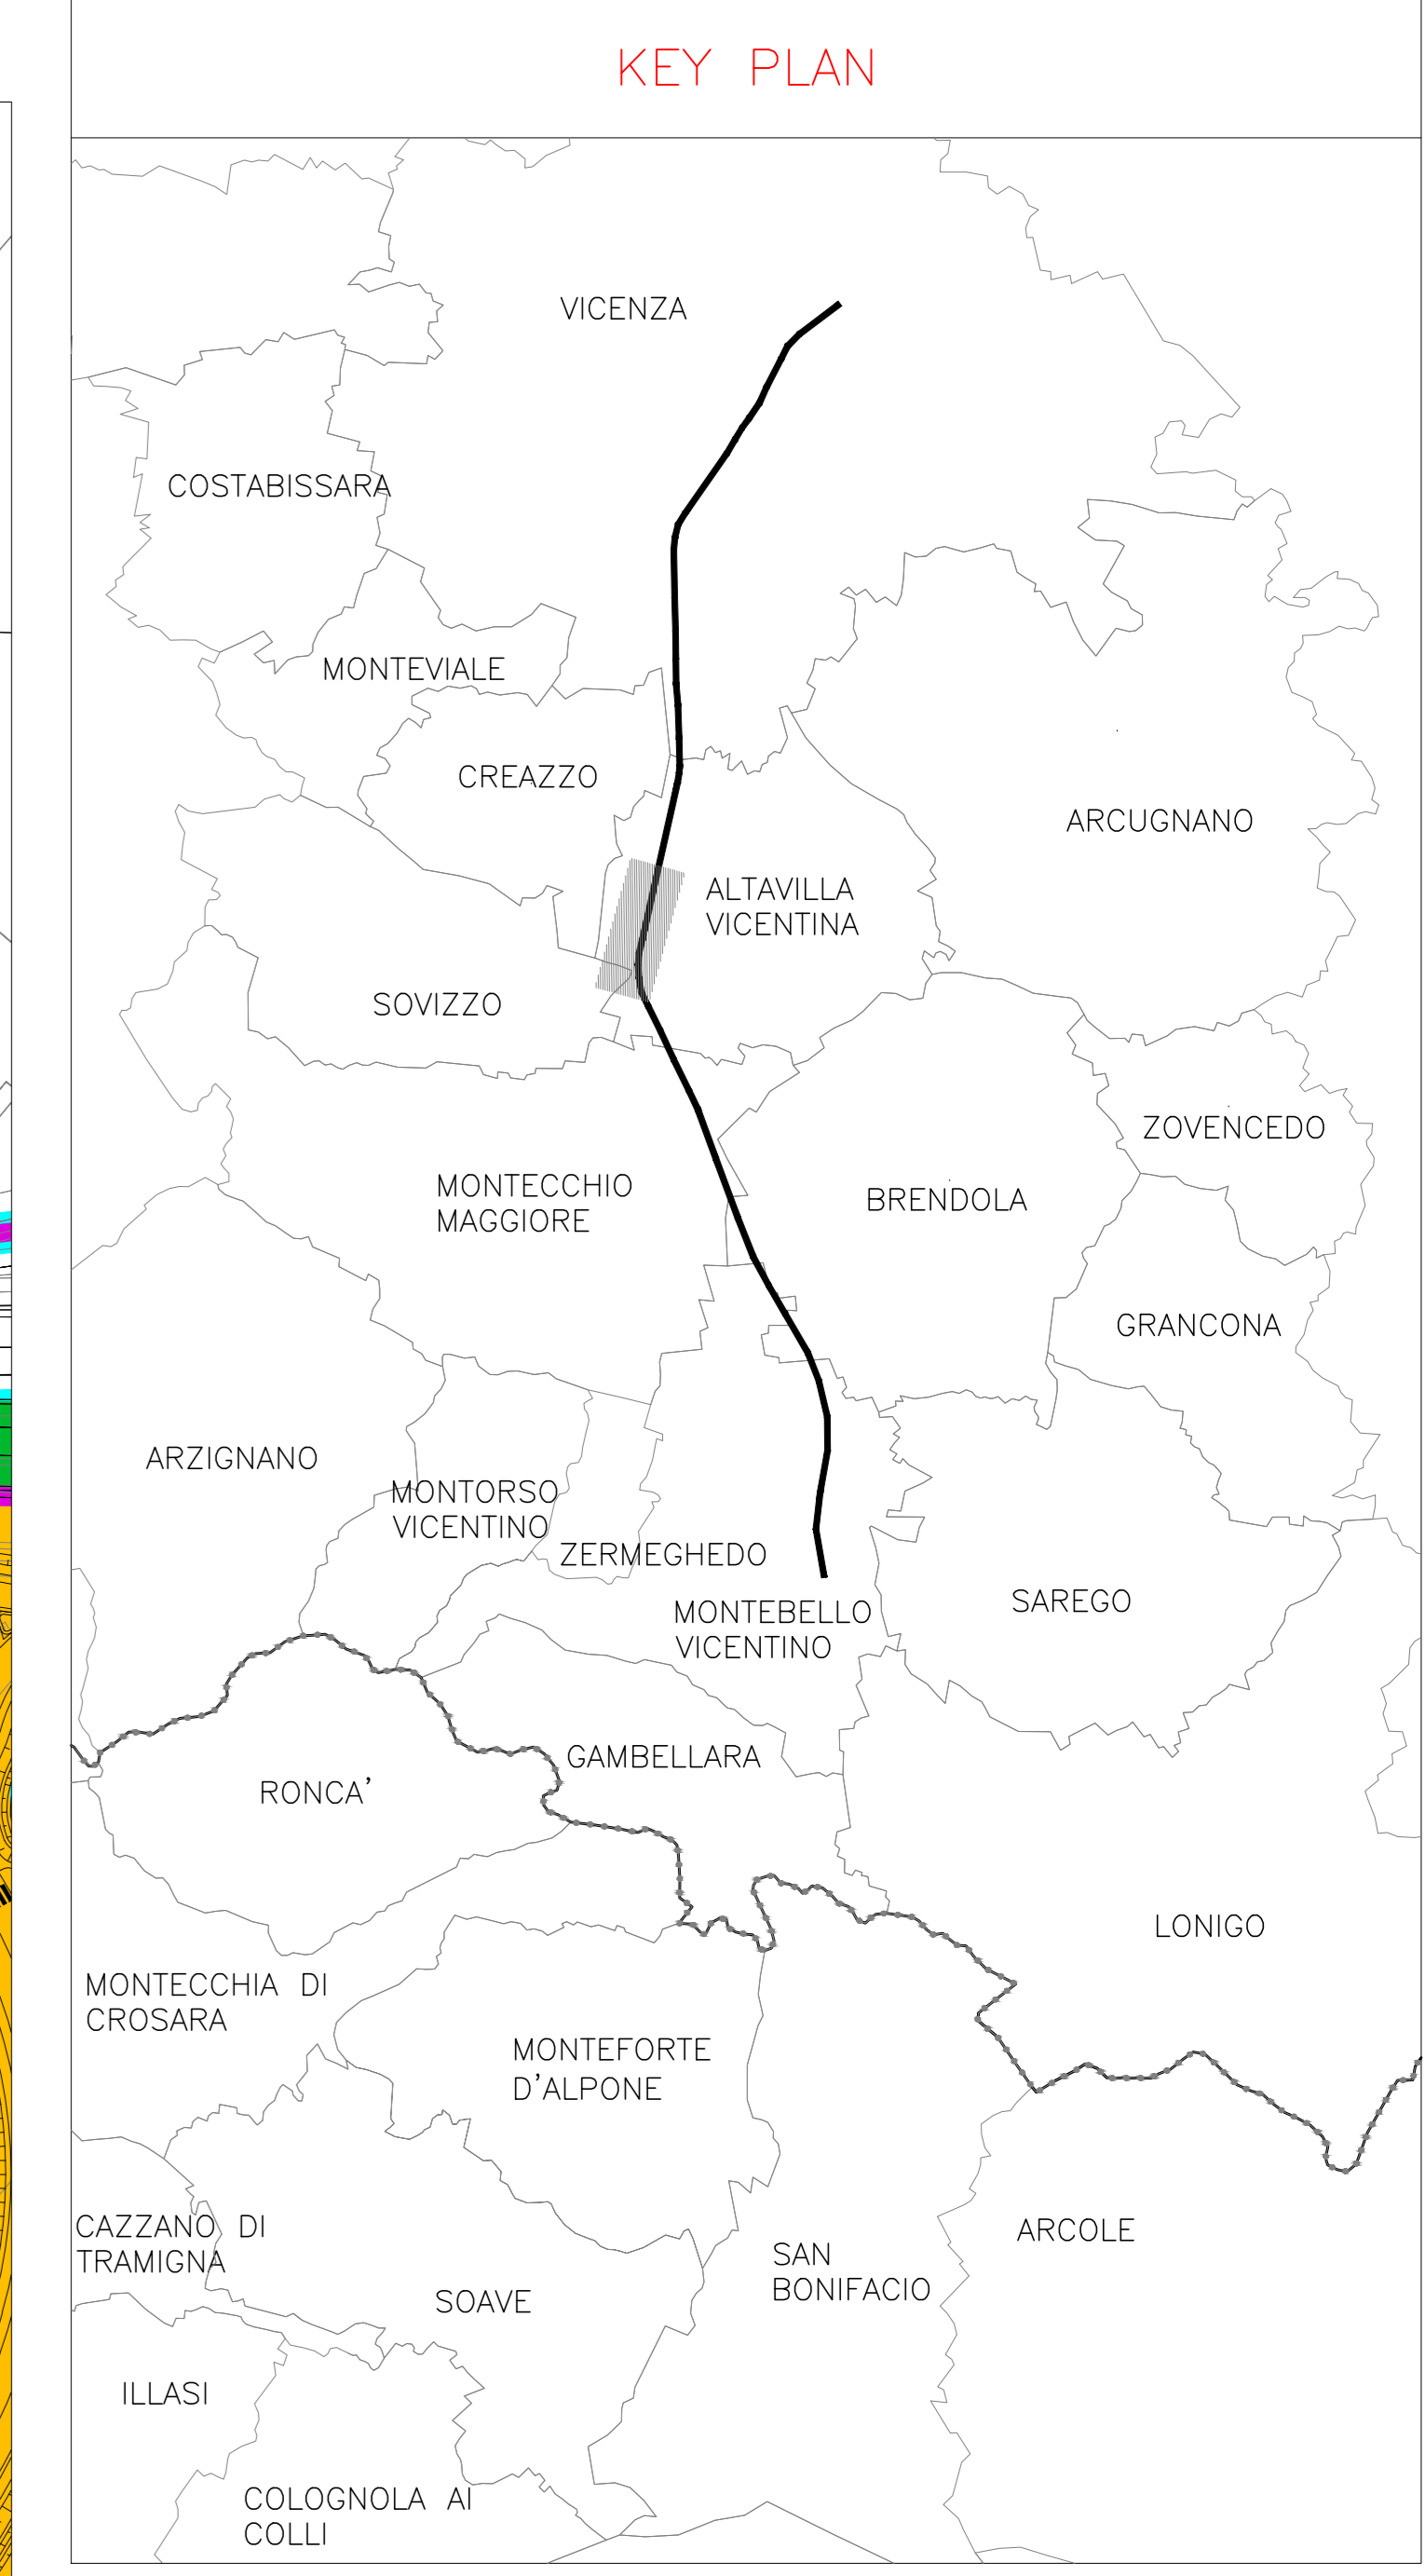 KEY PLAN
VICENZA
COSTABISSARA
MONTEVIALE
CREAZZO
ARCUGNANO
ALTAVILLA
VICENTINA
SOVIZZO
ZOVENCEDO
MONTECCHIO
MAGGIORE
BRENDOLA
GRANCONA
ARZIGNANO
MONTORSO
VICENTINO
ZERMEGHEDO
SAREGO
MONTEBELLO
VICENTINO
GAMBELLARA
RONCA'
LONIGO
MONTECCHIA DI
CROSARA
MONTEFORTE
D'ALPONE
CAZZANO DI
TRAMIGNA
ARCOLE
SAN
BONIFACIO
SOAVE
ILLASI
COLOGNOLA AI
COLLI